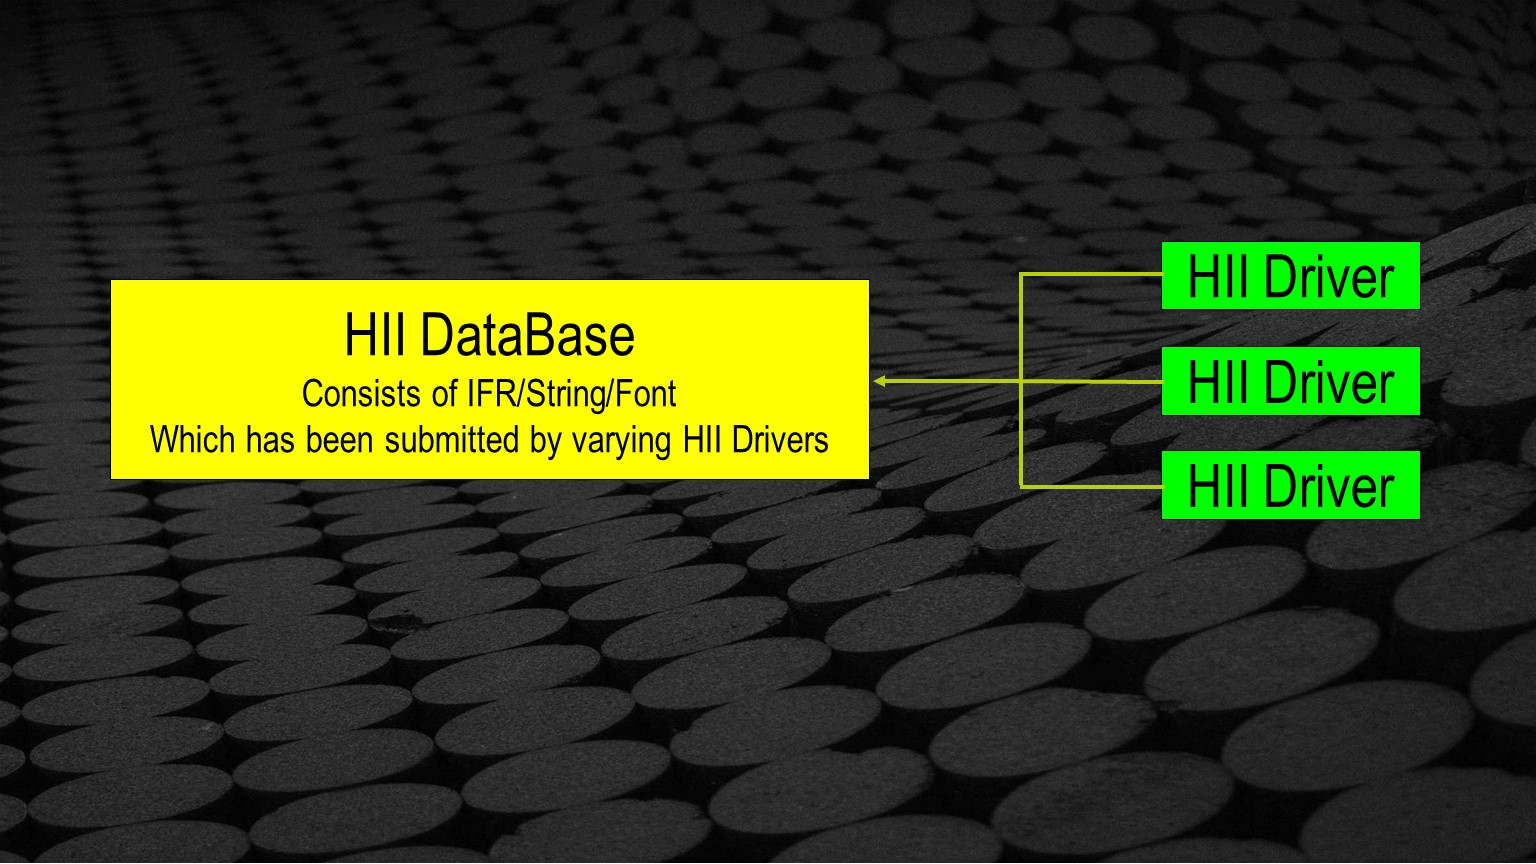 HII DataBase
Consists of IFR/String/Font
Which has been submitted by varying HII Drivers
HII Driver
HII Driver
HII Driver